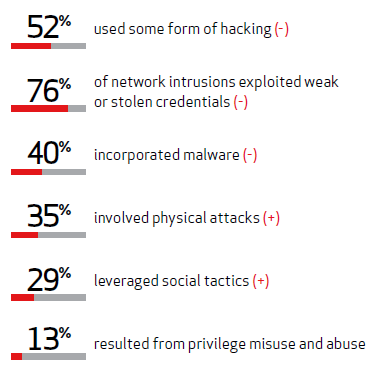 52%
used some form of hacking (-)
76%
of network intrusions exploited weak
or stolen credentials (-)
40%
incorporated malware (-)
35%
involved physical attacks (+)
29%
leveraged social tactics (+)
13%
resulted from privilege misuse and abuse